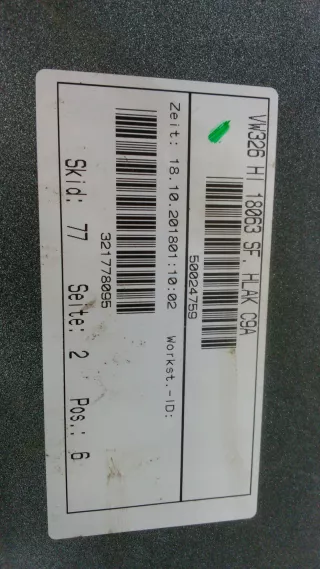 VW326 HI 18063 SF. HLAK C9A
50024759
Zeit: 18.10.201801:10:02 Workst.-ID:
321778095
Skid: 77 Seite: 2 Pos.: 6